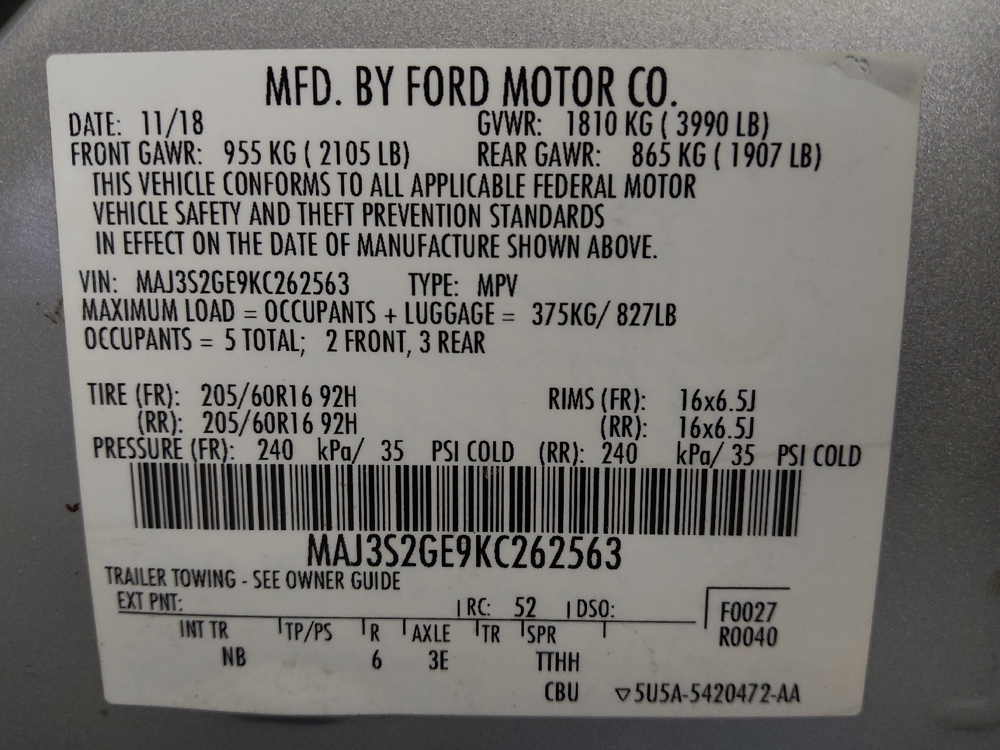 MFD. BY FORD MOTOR CO.
DATE: 11/18 GVWR: 1810 KG ( 3990 LB)
FRONT GAWR: 955 KG ( 2105 LB) REAR GAWR: 865 KG ( 1907 LB)
THIS VEHICLE CONFORMS TO ALL APPLICABLE FEDERAL MOTOR
VEHICLE SAFETY AND THEFT PREVENTION STANDARDS
IN EFFECT ON THE DATE OF MANUFACTURE SHOWN ABOVE.
VIN: MAJ3S2GE9KC262563 TYPE: MPV
MAXIMUM LOAD = OCCUPANTS + LUGGAGE = 375KG/ 827LB
OCCUPANTS = 5 TOTAL; 2 FRONT, 3 REAR
TIRE (FR): 205/60R16 92H RIMS (FR): 16x6.5J
(RR): 205/60R16 92H (RR): 16x6.5J
PRESSURE (FR): 240 kPa/ 35 PSI COLD (RR): 240 kPa/ 35 PSI COLD
MAJ3S2GE9KC262563
TRAILER TOWING - SEE OWNER GUIDE
EXT PNT: RC: 52 DSO: F0027
R0040
INT TR TP/PS R AXLE TR SPR
NB 6 3E TTHH
CBU ▽5U5A-5420472-AA